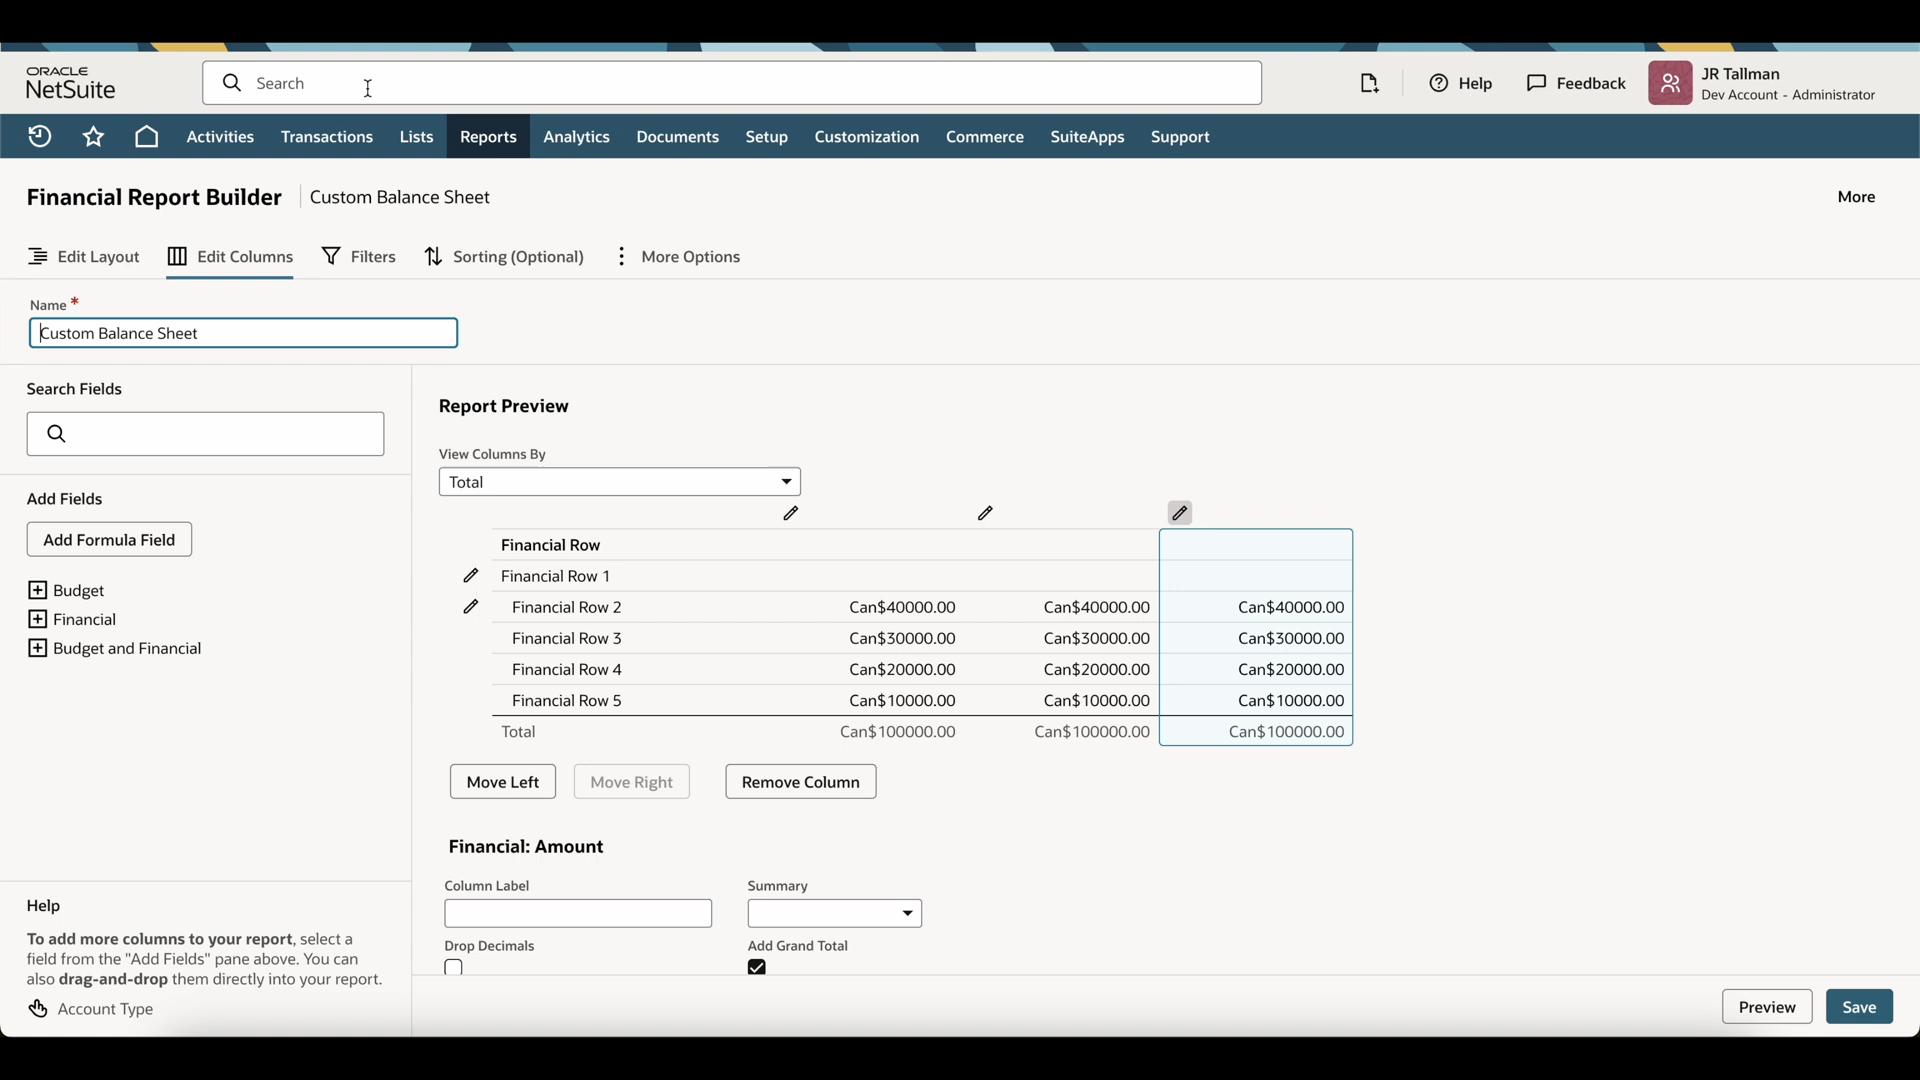 ORACLE
NetSuite
Search
Help
Feedback
JR Tallman
Dev Account - Administrator
Activities
Transactions
Lists
Reports
Analytics
Documents
Setup
Customization
Commerce
SuiteApps
Support
Financial Report Builder
Custom Balance Sheet
More
Edit Layout
Edit Columns
Filters
Sorting (Optional)
More Options
Name *
Custom Balance Sheet
Search Fields
Add Fields
Add Formula Field
Budget
Financial
Budget and Financial
Help
To add more columns to your report, select a
field from the "Add Fields" pane above. You can
also drag-and-drop them directly into your report.
Account Type
Report Preview
View Columns By
Total
Financial Row
Financial Row 1
Financial Row 2 Can$40000.00 Can$40000.00 Can$40000.00
Financial Row 3 Can$30000.00 Can$30000.00 Can$30000.00
Financial Row 4 Can$20000.00 Can$20000.00 Can$20000.00
Financial Row 5 Can$10000.00 Can$10000.00 Can$10000.00
Total Can$100000.00 Can$100000.00 Can$100000.00
Move Left
Move Right
Remove Column
Financial: Amount
Column Label
Summary
Drop Decimals
Add Grand Total
Preview
Save